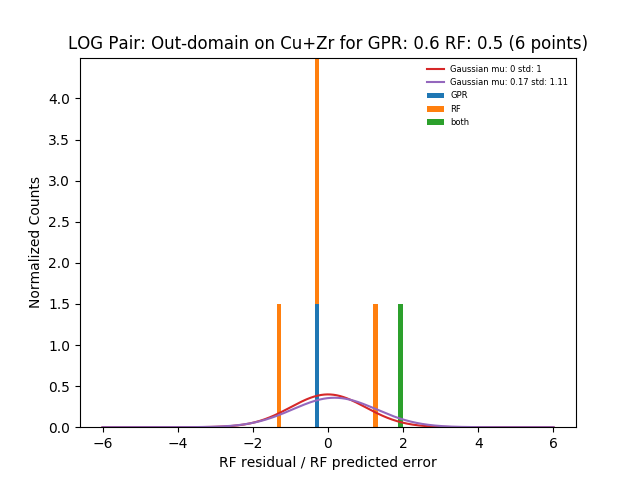 LOG Pair: Out-domain on Cu+Zr for GPR: 0.6 RF: 0.5 (6 points)
Gaussian mu: 0 std: 1
Gaussian mu: 0.17 std: 1.11
GPR
RF
both
Normalized Counts
4.0
3.5
3.0
2.5
2.0
1.5
1.0
0.5
0.0
−6 −4 −2 0 2 4 6
RF residual / RF predicted error